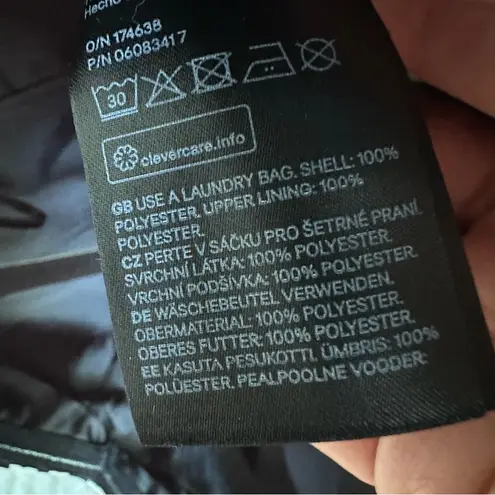 Hecho
O/N 174638
P/N 06083417
30
clevercare.info
GB USE A LAUNDRY BAG. SHELL: 100%
POLYESTER. UPPER LINING: 100%
POLYESTER.
CZ PERTE V SÁČKU PRO ŠETRNÉ PRANÍ.
SVRCHNÍ LÁTKA: 100% POLYESTER.
VRCHNÍ PODŠÍVKA: 100% POLYESTER.
DE WÄSCHEBEUTEL VERWENDEN.
OBERMATERIAL: 100% POLYESTER.
OBERES FUTTER: 100% POLYESTER.
EE KASUTA PESUKOTTI. ÜMBRIS: 100%
POLÜESTER. PEALPOOLNE VOODER: